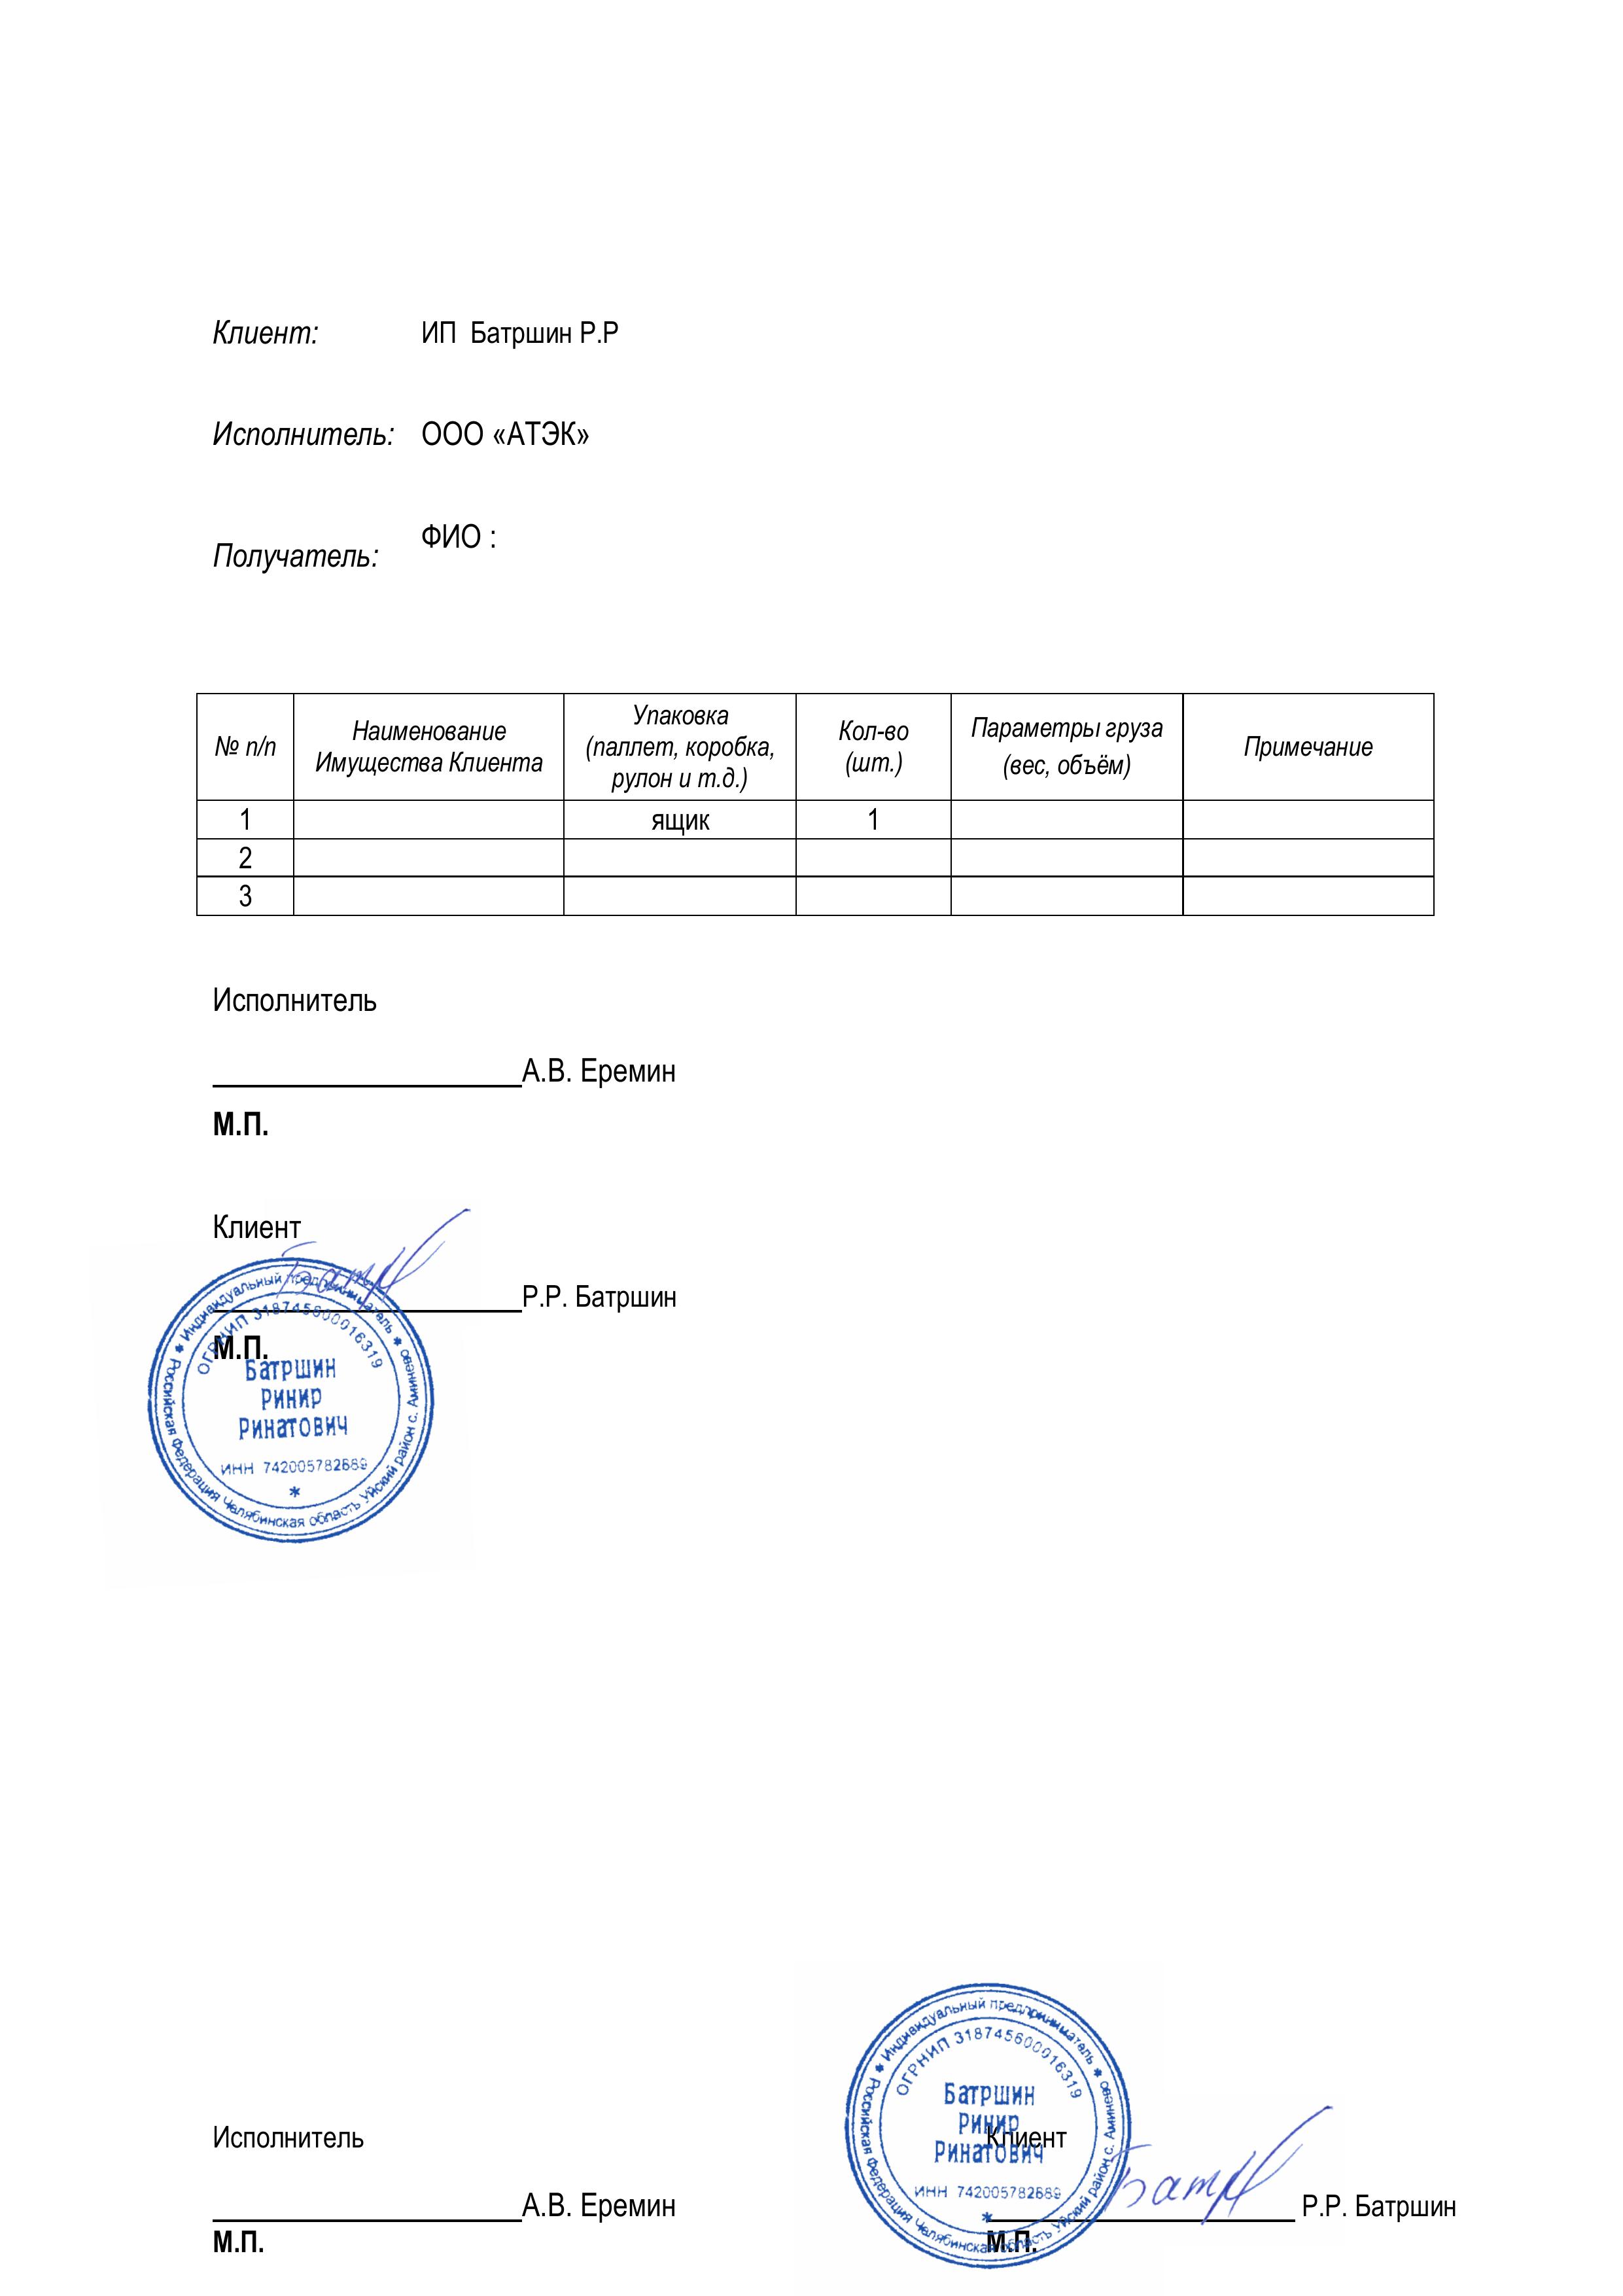 Клиент: ИП Батршин Р.Р
Исполнитель: ООО «АТЭК»
ФИО :
Получатель:
№ п/п
Наименование
Имущества Клиента
Упаковка
(паллет, коробка,
рулон и т.д.)
Кол-во
(шт.)
Параметры груза
(вес, объём)
Примечание
1 ящик 1
2
3
Исполнитель
А.В. Еремин
М.П.
Клиент
Батр
Р.Р. Батршин
М.П.
Российская Федерация Челябинская область Уйский район с. Аминево * Индивидуальный предприниматель *
ОГРНИП 318745600016319
Батршин
Ринир
Ринатович
ИНН 742005782689
*
Российская Федерация Челябинская область Уйский район с. Аминево * Индивидуальный предприниматель *
ОГРНИП 318745600016319
Батршин
Ринир
Ринатович
ИНН 742005782689
*
Исполнитель Клиент
А.В. Еремин Батр Р.Р. Батршин
М.П. М.П.